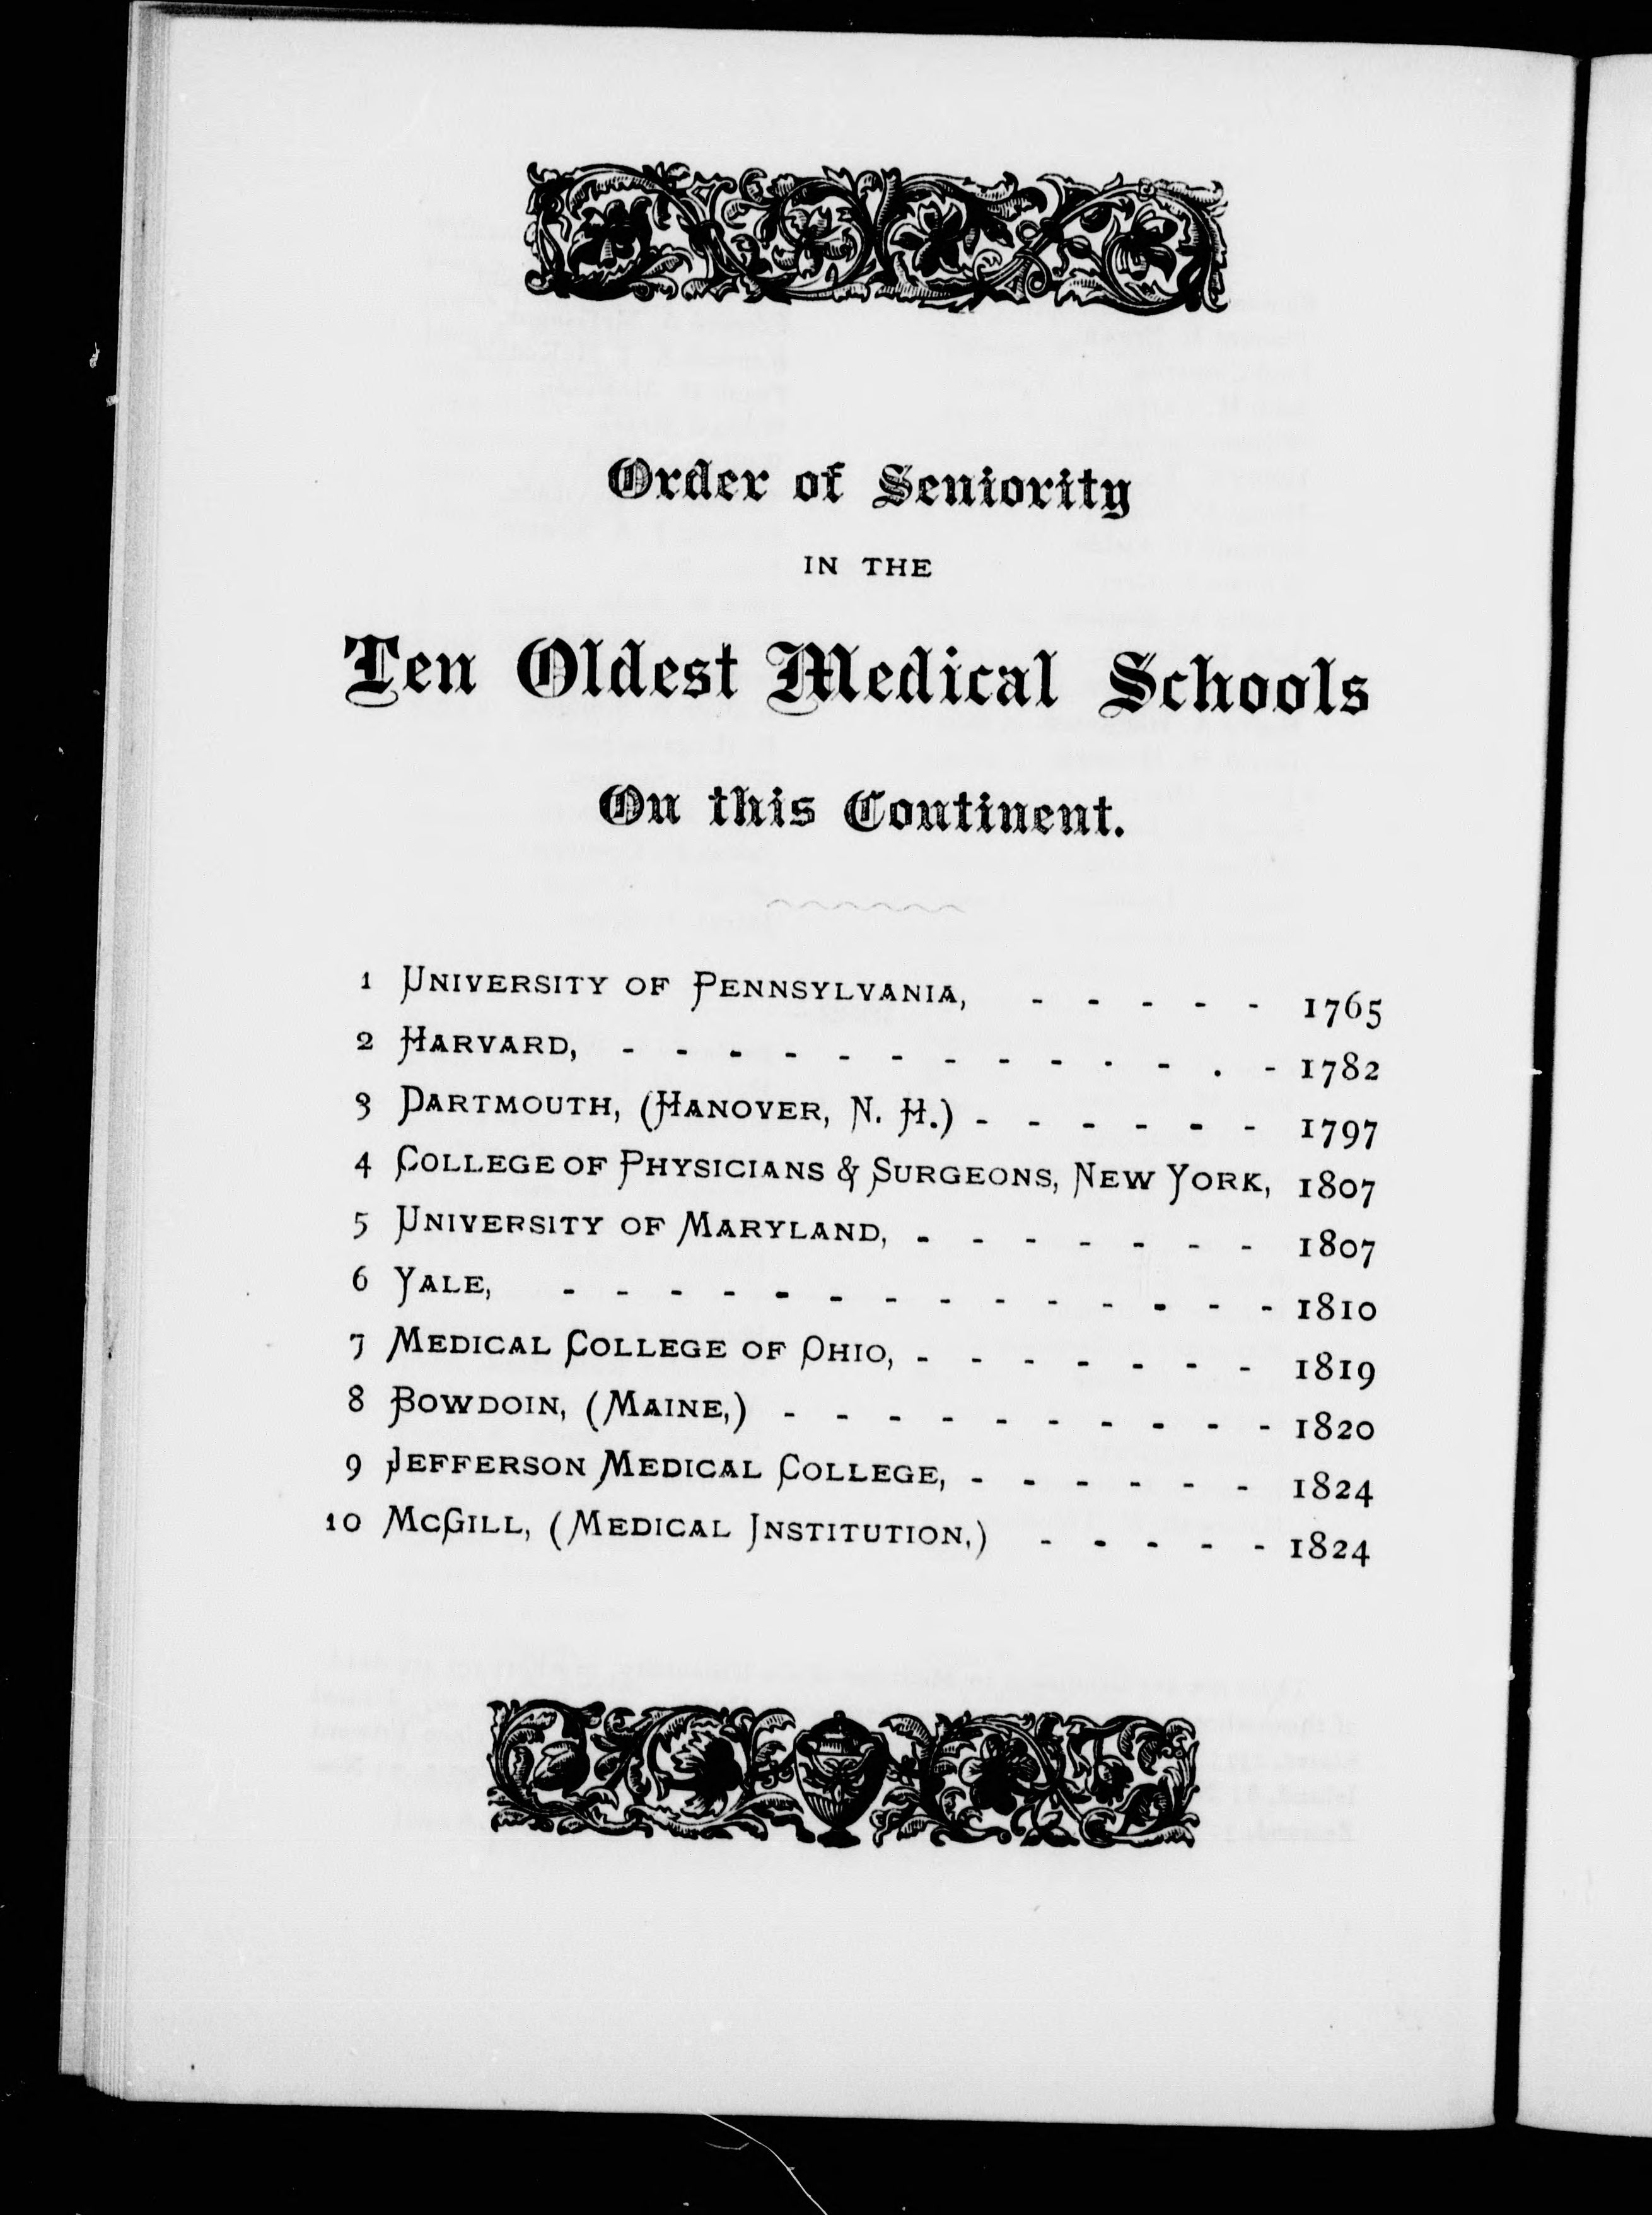 Order of Seniority
IN THE
Ten Oldest Medical Schools
On this Continent.
1 UNIVERSITY OF PENNSYLVANIA, - - - - - 1765
2 HARVARD, - - - - - - - - - - - . - 1782
3 DARTMOUTH, (HANOVER, N. H.) - - - - - - 1797
4 COLLEGE OF PHYSICIANS & SURGEONS, NEW YORK, 1807
5 UNIVERSITY OF MARYLAND, - - - - - - - 1807
6 YALE, - - - - - - - - - - - - - - 1810
7 MEDICAL COLLEGE OF OHIO, - - - - - - - 1819
8 BOWDOIN, (MAINE,) - - - - - - - - - - 1820
9 JEFFERSON MEDICAL COLLEGE, - - - - - - 1824
10 MCGILL, (MEDICAL INSTITUTION,) - - - - - 1824